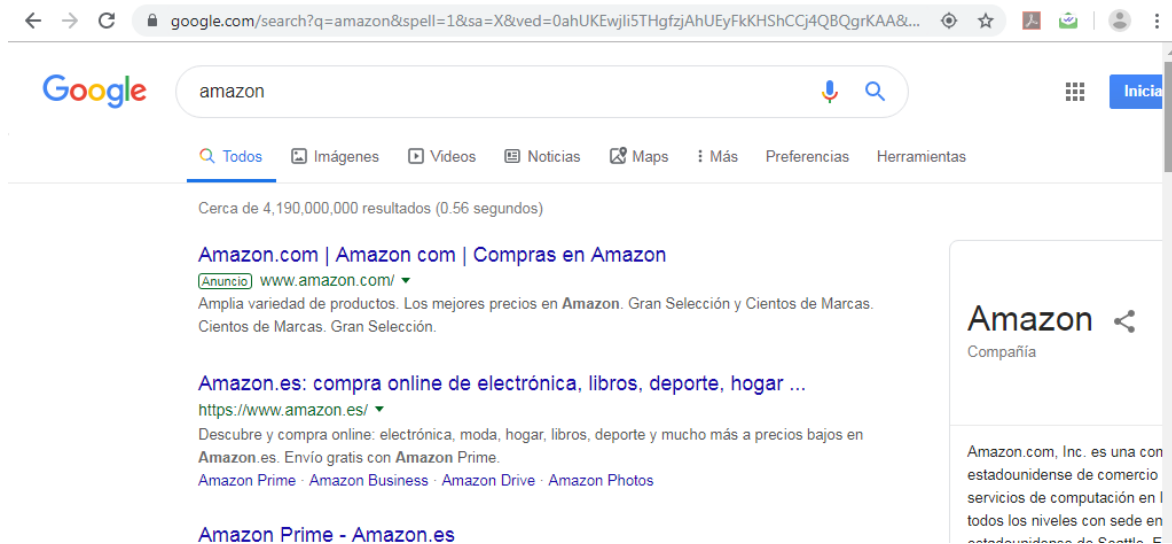 google.com/search?q=amazon&spell=1&sa=X&ved=0ahUKEwjli5THgfzjAhUEyFkKHShCCj4QBQgrKAA&...
Google
amazon
Inicia
Todos Imágenes Videos Noticias Maps Más Preferencias Herramientas
Cerca de 4,190,000,000 resultados (0.56 segundos)
Amazon.com | Amazon com | Compras en Amazon
Anuncio www.amazon.com/
Amplia variedad de productos. Los mejores precios en Amazon. Gran Selección y Cientos de Marcas.
Cientos de Marcas. Gran Selección.
Amazon.es: compra online de electrónica, libros, deporte, hogar ...
https://www.amazon.es/
Descubre y compra online: electrónica, moda, hogar, libros, deporte y mucho más a precios bajos en
Amazon.es. Envío gratis con Amazon Prime.
Amazon Prime · Amazon Business · Amazon Drive · Amazon Photos
Amazon Prime - Amazon.es
Amazon
Compañía
Amazon.com, Inc. es una com
estadounidense de comercio
servicios de computación en l
todos los niveles con sede en
estadounidense de Seattle. E